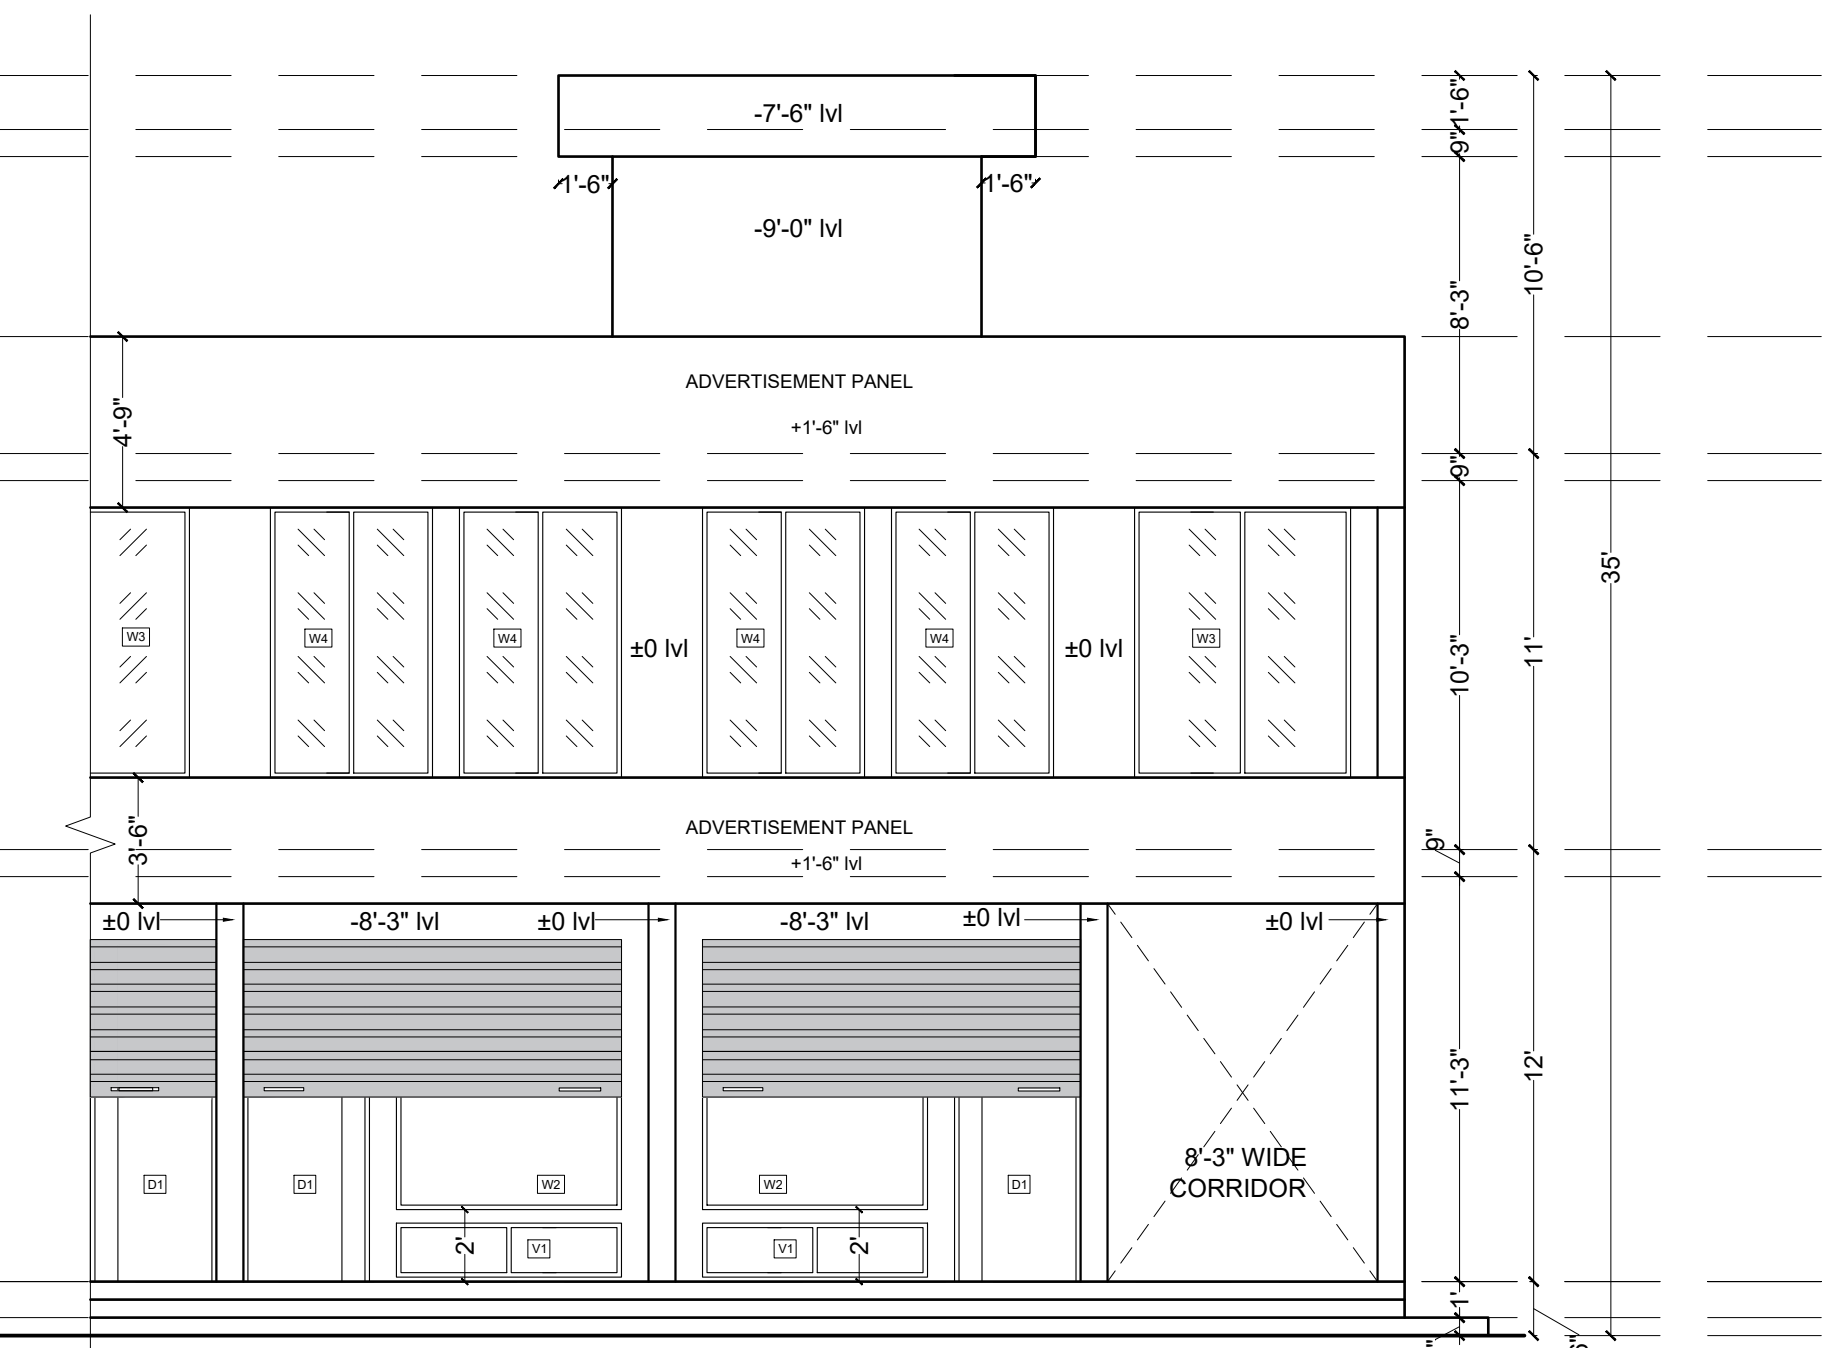 -7'-6" lvl
1'-6"
1'-6"
-9'-0" lvl
ADVERTISEMENT PANEL
+1'-6" lvl
4'-9"
W3
W4
W4
±0 lvl
W4
W4
±0 lvl
W3
ADVERTISEMENT PANEL
+1'-6" lvl
3'-6"
±0 lvl
-8'-3" lvl
±0 lvl
-8'-3" lvl
±0 lvl
±0 lvl
D1
D1
W2
W2
D1
8'-3" WIDE
CORRIDOR
2'
V1
V1
2'
1'-6"
9"
8'-3"
9"
10'-3"
9"
11'-3"
1'
10'-6"
11'
12'
35'